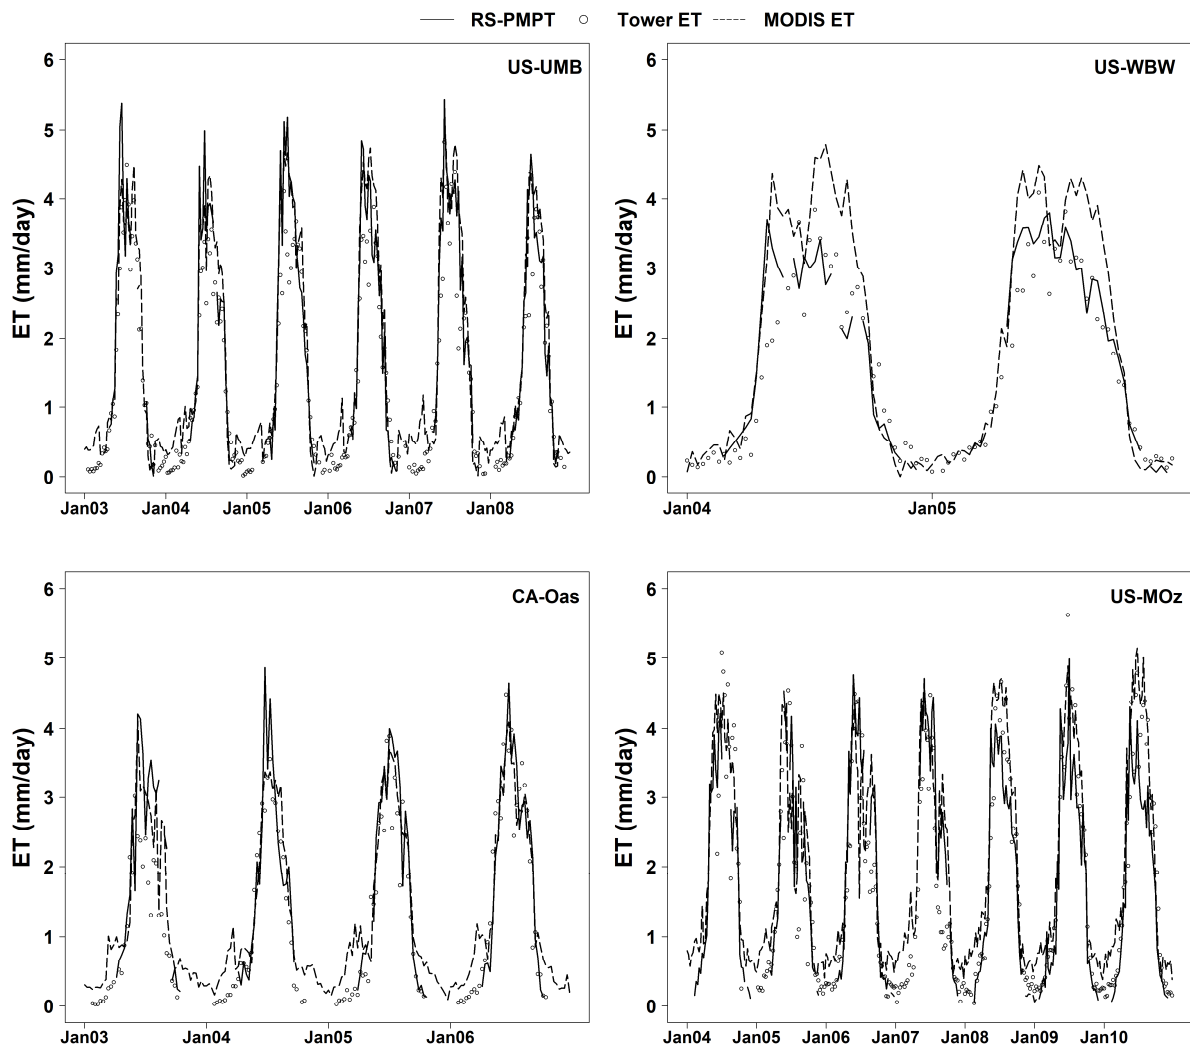 RS-PMPT Tower ET MODIS ET
US-UMB
ET (mm/day)
6
5
4
3
2
1
0
Jan03 Jan04 Jan05 Jan06 Jan07 Jan08
US-WBW
ET (mm/day)
6
5
4
3
2
1
0
Jan04 Jan05
CA-Oas
ET (mm/day)
6
5
4
3
2
1
0
Jan03 Jan04 Jan05 Jan06
US-MOz
ET (mm/day)
6
5
4
3
2
1
0
Jan04 Jan05 Jan06 Jan07 Jan08 Jan09 Jan10